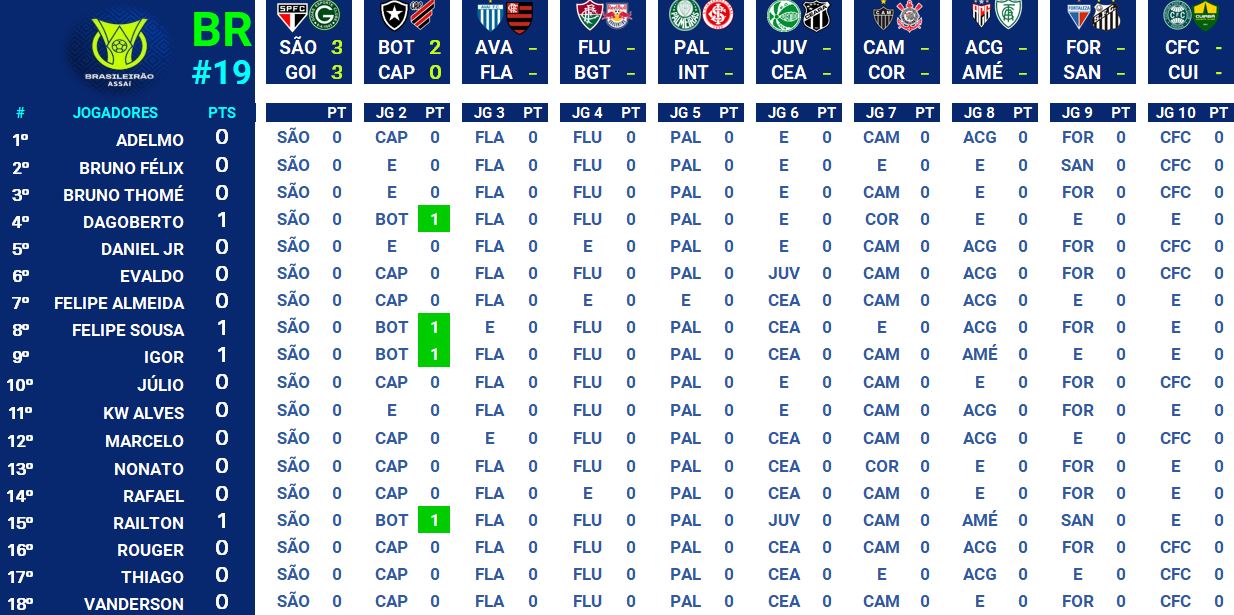 BR
#19
BRASILEIRÃO
ASSAÍ
SPFC CAM FORTALEZA CUIABÁ
SÃO 3 BOT 2 AVA – FLU – PAL – JUV – CAM – ACG – FOR – CFC -
GOI 3 CAP 0 FLA – BGT – INT – CEA – COR – AMÉ – SAN – CUI -
# JOGADORES PTS PT JG 2 PT JG 3 PT JG 4 PT JG 5 PT JG 6 PT JG 7 PT JG 8 PT JG 9 PT JG 10 PT
1º ADELMO 0 SÃO 0 CAP 0 FLA 0 FLU 0 PAL 0 E 0 CAM 0 ACG 0 FOR 0 CFC 0
2º BRUNO FÉLIX 0 SÃO 0 E 0 FLA 0 FLU 0 PAL 0 E 0 E 0 E 0 SAN 0 CFC 0
3º BRUNO THOMÉ 0 SÃO 0 E 0 FLA 0 FLU 0 PAL 0 E 0 CAM 0 E 0 FOR 0 CFC 0
4º DAGOBERTO 1 SÃO 0 BOT 1 FLA 0 FLU 0 PAL 0 E 0 COR 0 E 0 E 0 E 0
5º DANIEL JR 0 SÃO 0 E 0 FLA 0 E 0 PAL 0 E 0 CAM 0 ACG 0 FOR 0 CFC 0
6º EVALDO 0 SÃO 0 CAP 0 FLA 0 FLU 0 PAL 0 JUV 0 CAM 0 ACG 0 FOR 0 CFC 0
7º FELIPE ALMEIDA 0 SÃO 0 CAP 0 FLA 0 E 0 E 0 CEA 0 CAM 0 ACG 0 E 0 E 0
8º FELIPE SOUSA 1 SÃO 0 BOT 1 E 0 FLU 0 PAL 0 CEA 0 E 0 ACG 0 FOR 0 E 0
9º IGOR 1 SÃO 0 BOT 1 FLA 0 FLU 0 PAL 0 CEA 0 CAM 0 AMÉ 0 E 0 E 0
10º JÚLIO 0 SÃO 0 CAP 0 FLA 0 FLU 0 PAL 0 E 0 CAM 0 E 0 FOR 0 CFC 0
11º KW ALVES 0 SÃO 0 E 0 FLA 0 FLU 0 PAL 0 E 0 CAM 0 ACG 0 FOR 0 E 0
12º MARCELO 0 SÃO 0 CAP 0 E 0 FLU 0 PAL 0 CEA 0 CAM 0 ACG 0 E 0 CFC 0
13º NONATO 0 SÃO 0 CAP 0 FLA 0 FLU 0 PAL 0 CEA 0 COR 0 E 0 FOR 0 E 0
14º RAFAEL 0 SÃO 0 CAP 0 FLA 0 E 0 PAL 0 CEA 0 CAM 0 E 0 FOR 0 E 0
15º RAILTON 1 SÃO 0 BOT 1 FLA 0 FLU 0 PAL 0 JUV 0 CAM 0 AMÉ 0 SAN 0 E 0
16º ROUGER 0 SÃO 0 CAP 0 FLA 0 FLU 0 PAL 0 CEA 0 CAM 0 ACG 0 FOR 0 CFC 0
17º THIAGO 0 SÃO 0 CAP 0 FLA 0 FLU 0 PAL 0 CEA 0 E 0 ACG 0 E 0 CFC 0
18º VANDERSON 0 SÃO 0 CAP 0 FLA 0 FLU 0 PAL 0 CEA 0 CAM 0 E 0 FOR 0 CFC 0